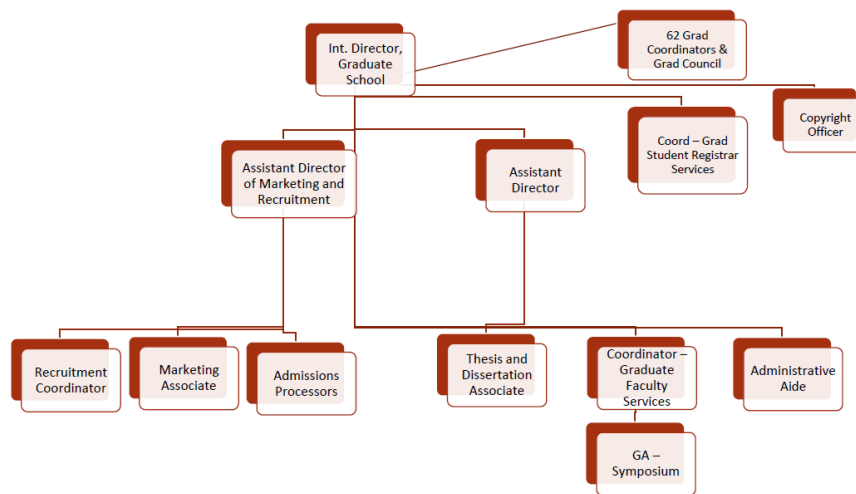 Int. Director,
Graduate
School
62 Grad
Coordinators &
Grad Council
Copyright
Officer
Coord – Grad
Student Registrar
Services
Assistant Director
of Marketing and
Recruitment
Assistant
Director
Recruitment
Coordinator
Marketing
Associate
Admissions
Processors
Thesis and
Dissertation
Associate
Coordinator –
Graduate
Faculty
Services
Administrative
Aide
GA –
Symposium